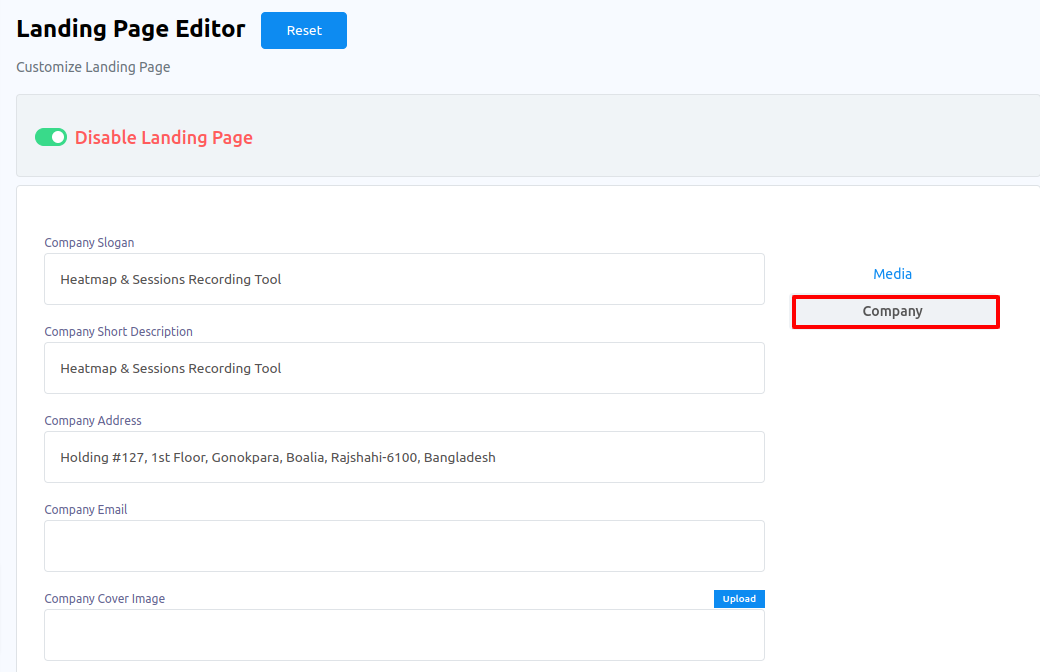 Landing Page Editor
Reset
Customize Landing Page
Disable Landing Page
Company Slogan
Heatmap & Sessions Recording Tool
Media
Company
Company Short Description
Heatmap & Sessions Recording Tool
Company Address
Holding #127, 1st Floor, Gonokpara, Boalia, Rajshahi-6100, Bangladesh
Company Email
Company Cover Image
Upload